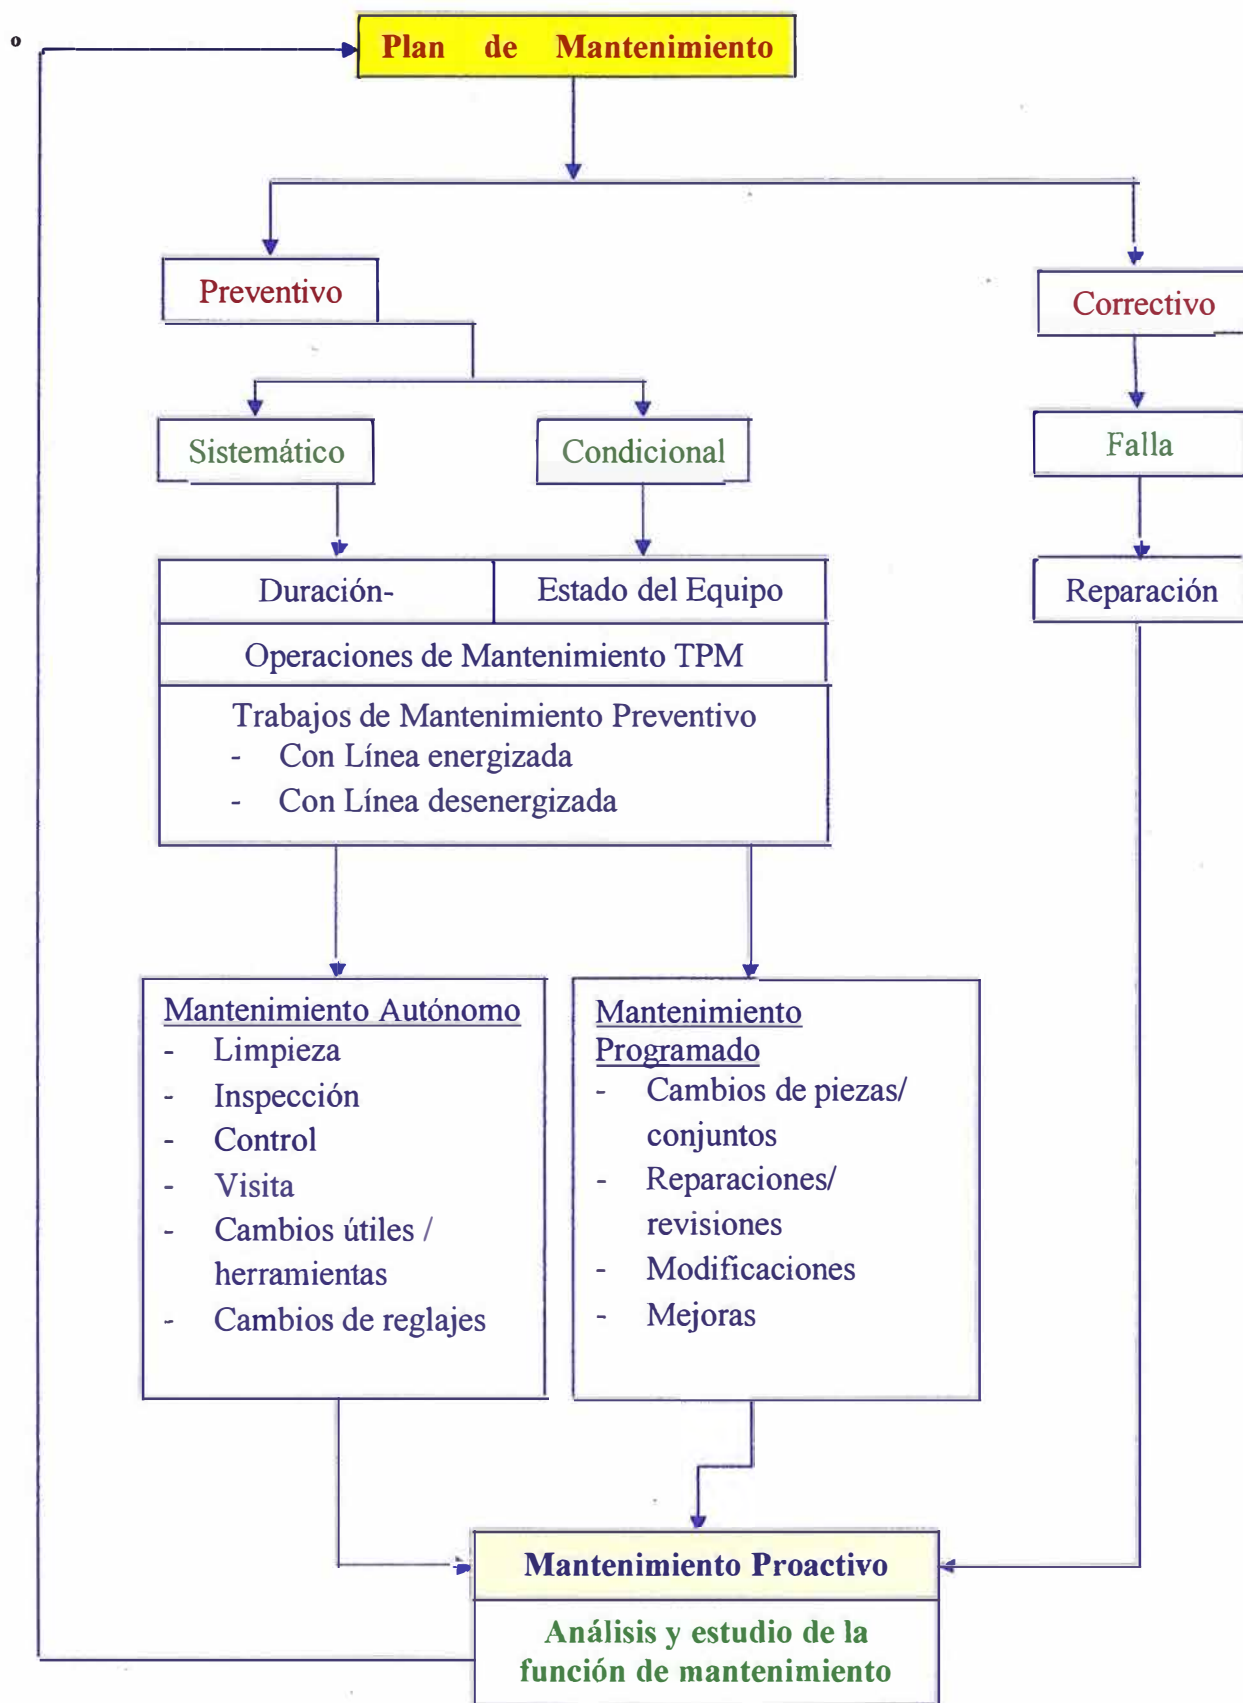 o
Plan de Mantenimiento
Preventivo
Correctivo
Sistemático
Condicional
Falla
Duración-
Estado del Equipo
Reparación
Operaciones de Mantenimiento TPM
Trabajos de Mantenimiento Preventivo
- Con Línea energizada
- Con Línea desenergizada
Mantenimiento Autónomo
- Limpieza
- Inspección
- Control
- Visita
- Cambios útiles /
herramientas
- Cambios de reglajes
Mantenimiento
Programado
- Cambios de piezas/
conjuntos
- Reparaciones/
revisiones
- Modificaciones
- Mejoras
Mantenimiento Proactivo
Análisis y estudio de la
función de mantenimiento